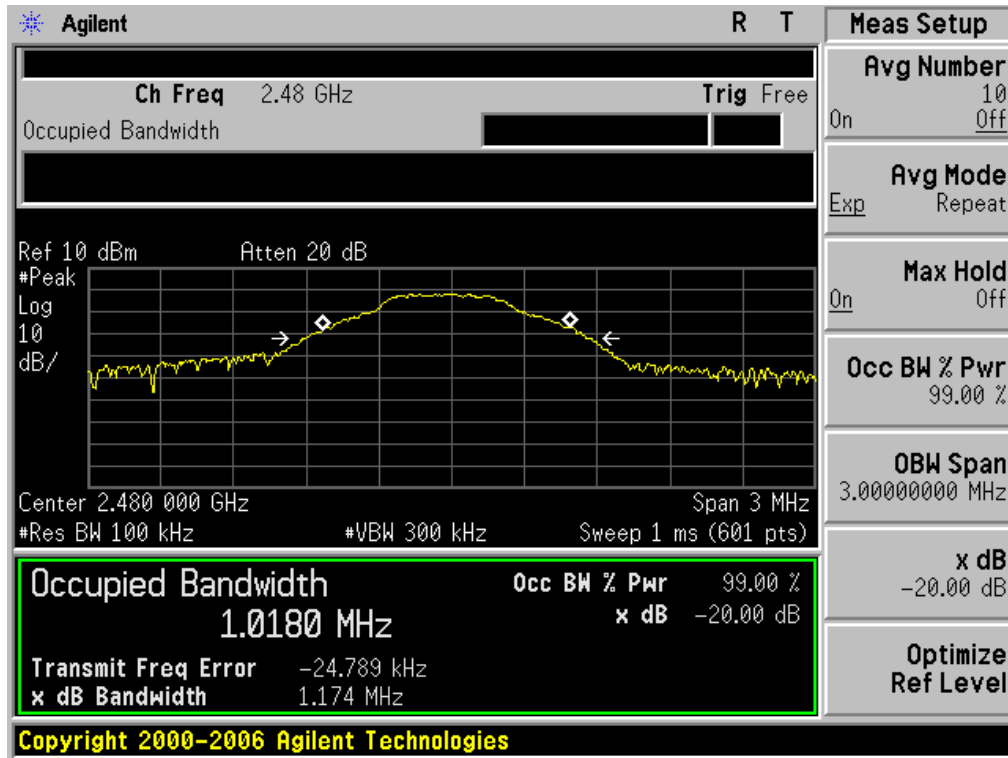 Agilent R T
Ch Freq 2.48 GHz Trig Free
Occupied Bandwidth
Ref 10 dBm Atten 20 dB
#Peak
Log
10
dB/
Center 2.480 000 GHz Span 3 MHz
#Res BW 100 kHz #VBW 300 kHz Sweep 1 ms (601 pts)
Occupied Bandwidth Occ BW % Pwr 99.00 %
1.0180 MHz x dB -20.00 dB
Transmit Freq Error -24.789 kHz
x dB Bandwidth 1.174 MHz
Copyright 2000-2006 Agilent Technologies
Meas Setup
Avg Number
10
On Off
Avg Mode
Exp Repeat
Max Hold
On Off
Occ BW % Pwr
99.00 %
OBW Span
3.00000000 MHz
x dB
-20.00 dB
Optimize
Ref Level